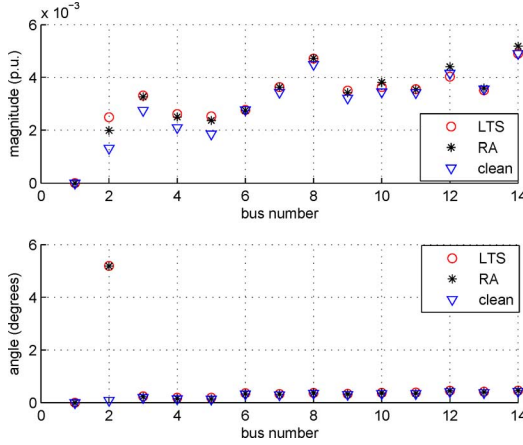 × 10⁻³
6
4
2
0
magnitude (p.u.)
LTS
RA
clean
0 2 4 6 8 10 12 14
bus number
6
4
2
0
angle (degrees)
LTS
RA
clean
0 2 4 6 8 10 12 14
bus number